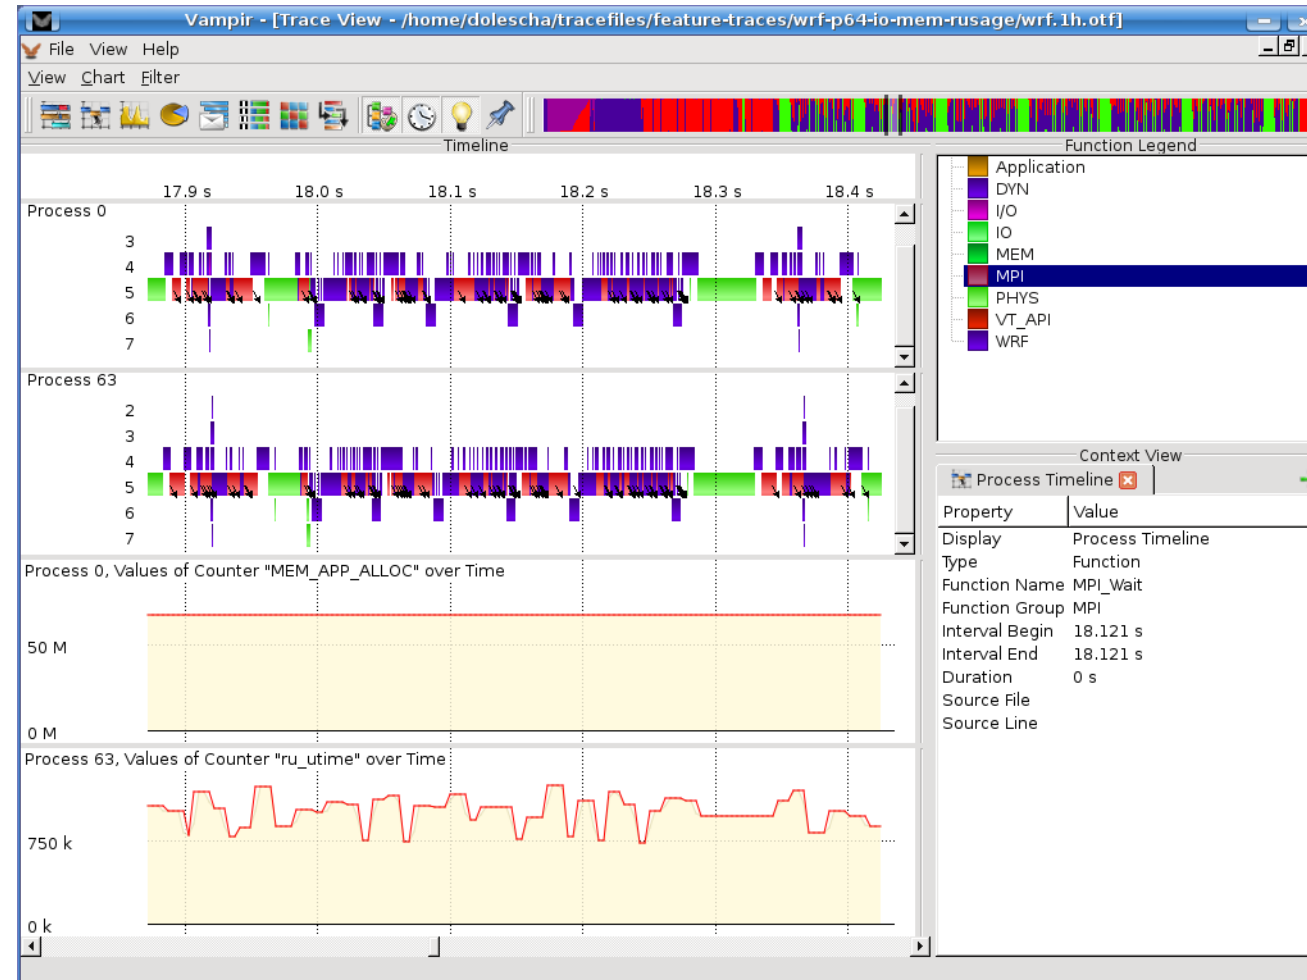 Vampir - [Trace View - /home/dolescha/tracefiles/feature-traces/wrf-p64-io-mem-rusage/wrf.1h.otf]
File View Help
View Chart Filter
Timeline
17.9 s 18.0 s 18.1 s 18.2 s 18.3 s 18.4 s
Process 0
3
4
5
6
7
Process 63
2
3
4
5
6
7
Process 0, Values of Counter "MEM_APP_ALLOC" over Time
50 M
0 M
Process 63, Values of Counter "ru_utime" over Time
750 k
0 k
Function Legend
Application
DYN
I/O
IO
MEM
MPI
PHYS
VT_API
WRF
Context View
Process Timeline
Property Value
Display Process Timeline
Type Function
Function Name MPI_Wait
Function Group MPI
Interval Begin 18.121 s
Interval End 18.121 s
Duration 0 s
Source File
Source Line